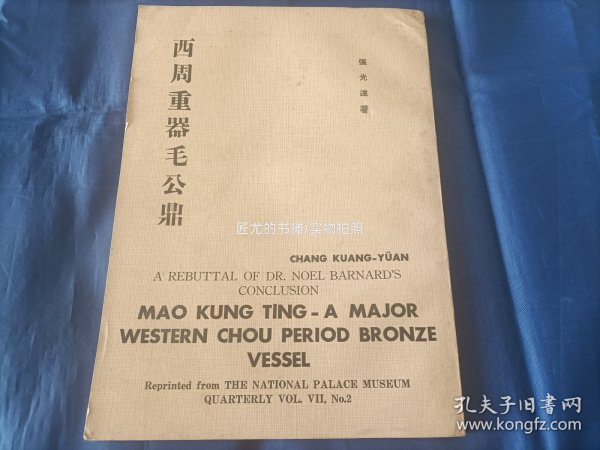 西周重器毛公鼎
張光遠著
匠尤的书摊/实物拍照
CHANG KUANG-YÜAN
A REBUTTAL OF DR. NOEL BARNARD'S
CONCLUSION
MAO KUNG TING - A MAJOR
WESTERN CHOU PERIOD BRONZE
VESSEL
Reprinted from THE NATIONAL PALACE MUSEUM
QUARTERLY VOL. VII, No.2
孔夫子旧书网
www.kongfz.com